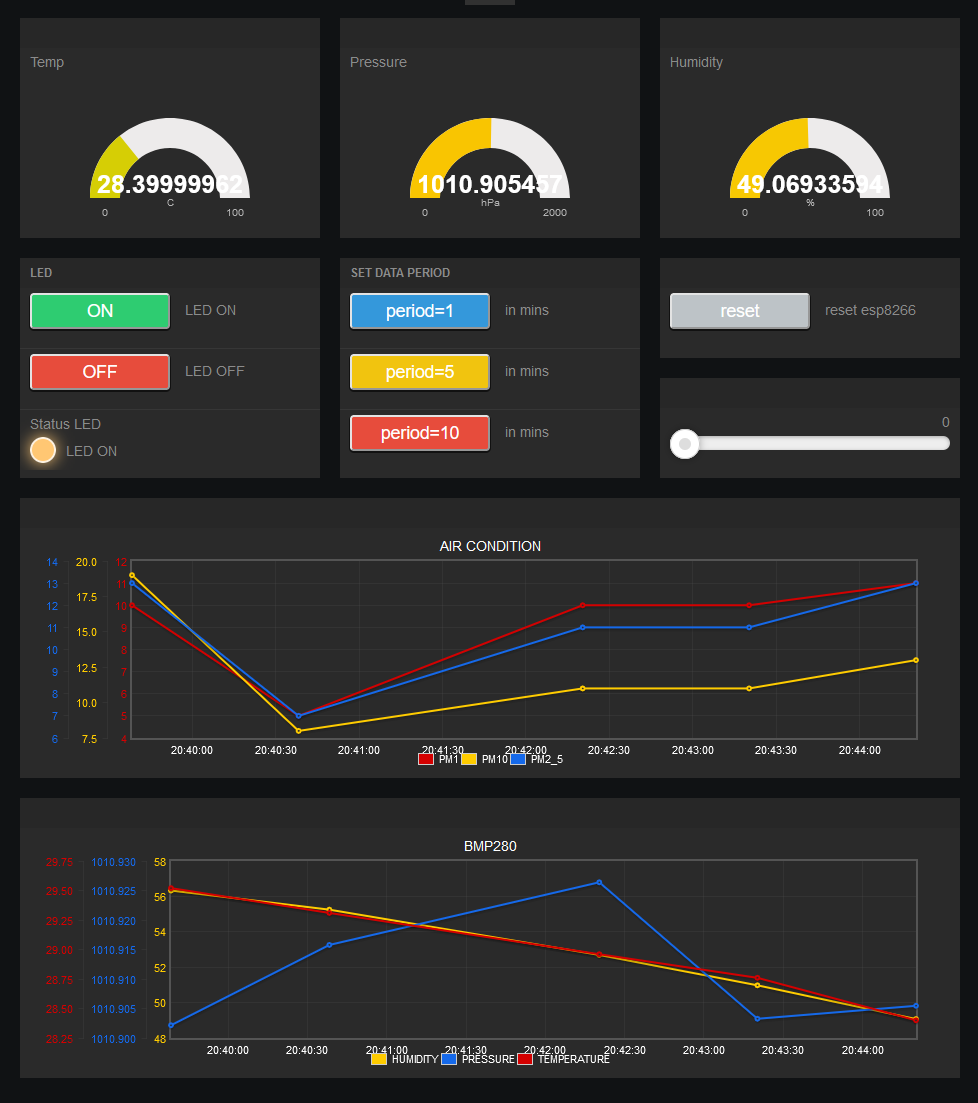 Temp
28.39999962
C
0 100
Pressure
1010.905457
hPa
0 2000
Humidity
49.06933594
%
0 100
LED
ON LED ON
OFF LED OFF
Status LED
LED ON
SET DATA PERIOD
period=1 in mins
period=5 in mins
period=10 in mins
reset reset esp8266
0
AIR CONDITION
14 20.0 12
13 11
17.5
12 10
11 15.0 9
10 8
9 12.5 7
8 6
10.0
7 5
6 7.5 4
20:40:00 20:40:30 20:41:00 20:41:30 20:42:00 20:42:30 20:43:00 20:43:30 20:44:00
PM1 PM10 PM2_5
BMP280
29.75 1010.930 58
29.50 1010.925 56
29.25 1010.920
54
29.00 1010.915
52
28.75 1010.910
28.50 1010.905 50
28.25 1010.900 48
20:40:00 20:40:30 20:41:00 20:41:30 20:42:00 20:42:30 20:43:00 20:43:30 20:44:00
HUMIDITY PRESSURE TEMPERATURE